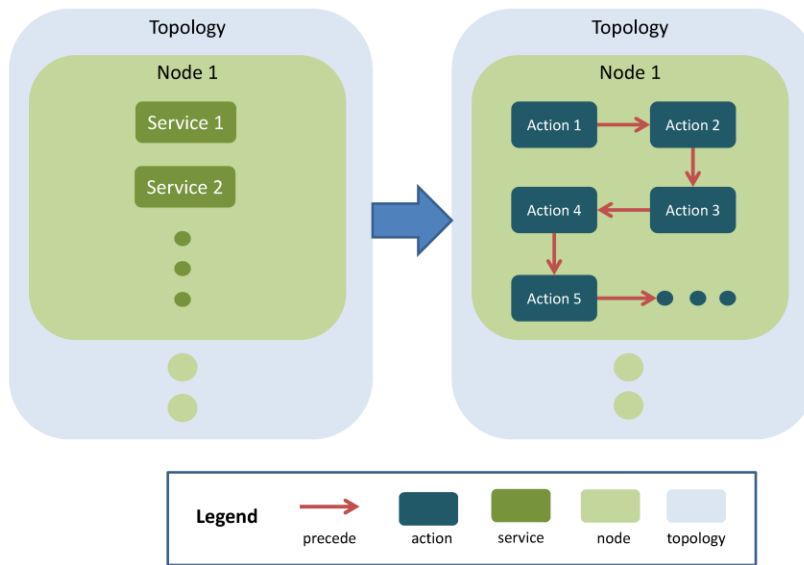 Topology
Node 1
Service 1
Service 2
Topology
Node 1
Action 1
Action 2
Action 4
Action 3
Action 5
Legend
precede
action
service
node
topology